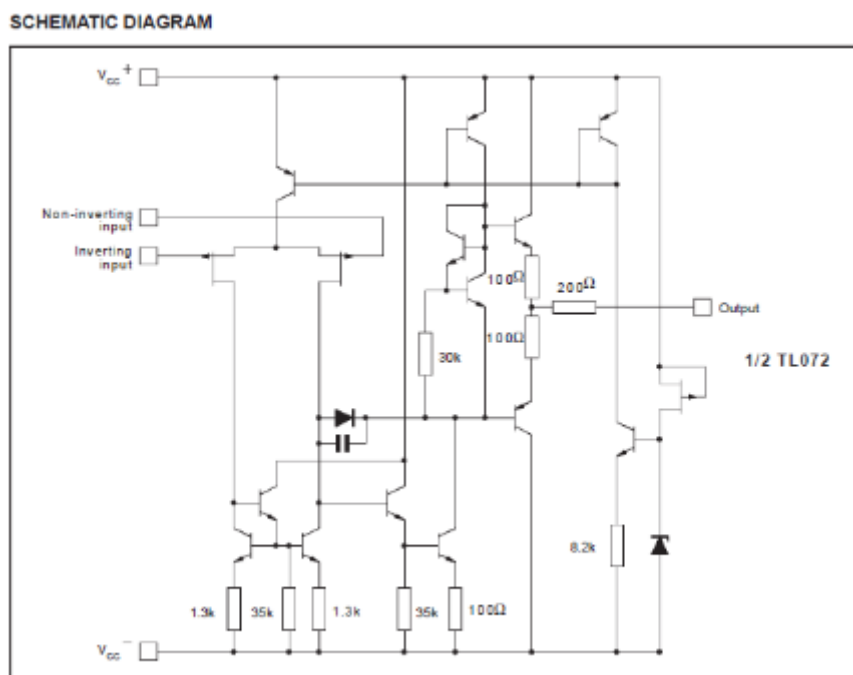 SCHEMATIC DIAGRAM
VCC+
Non-inverting
input
Inverting
input
100Ω
200Ω
Output
100Ω
30k
1/2 TL072
8.2k
1.3k
35k
1.3k
35k
100Ω
VCC−